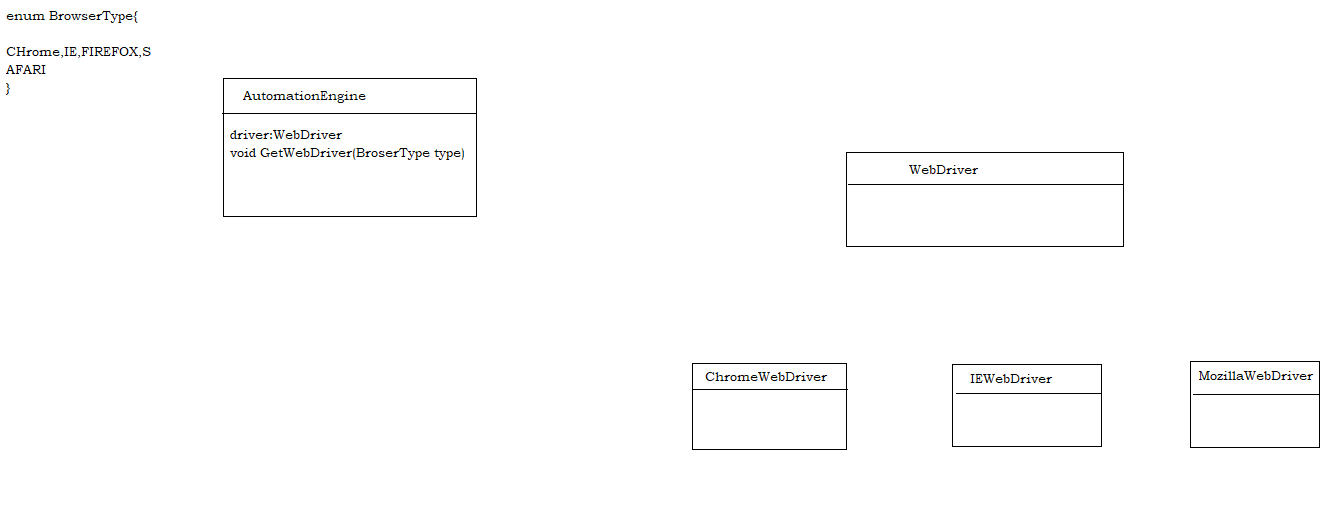 enum BrowserType{
CHrome,IE,FIREFOX,S
AFARI
}
AutomationEngine
driver:WebDriver
void GetWebDriver(BroserType type)
WebDriver
ChromeWebDriver
IEWebDriver
MozillaWebDriver